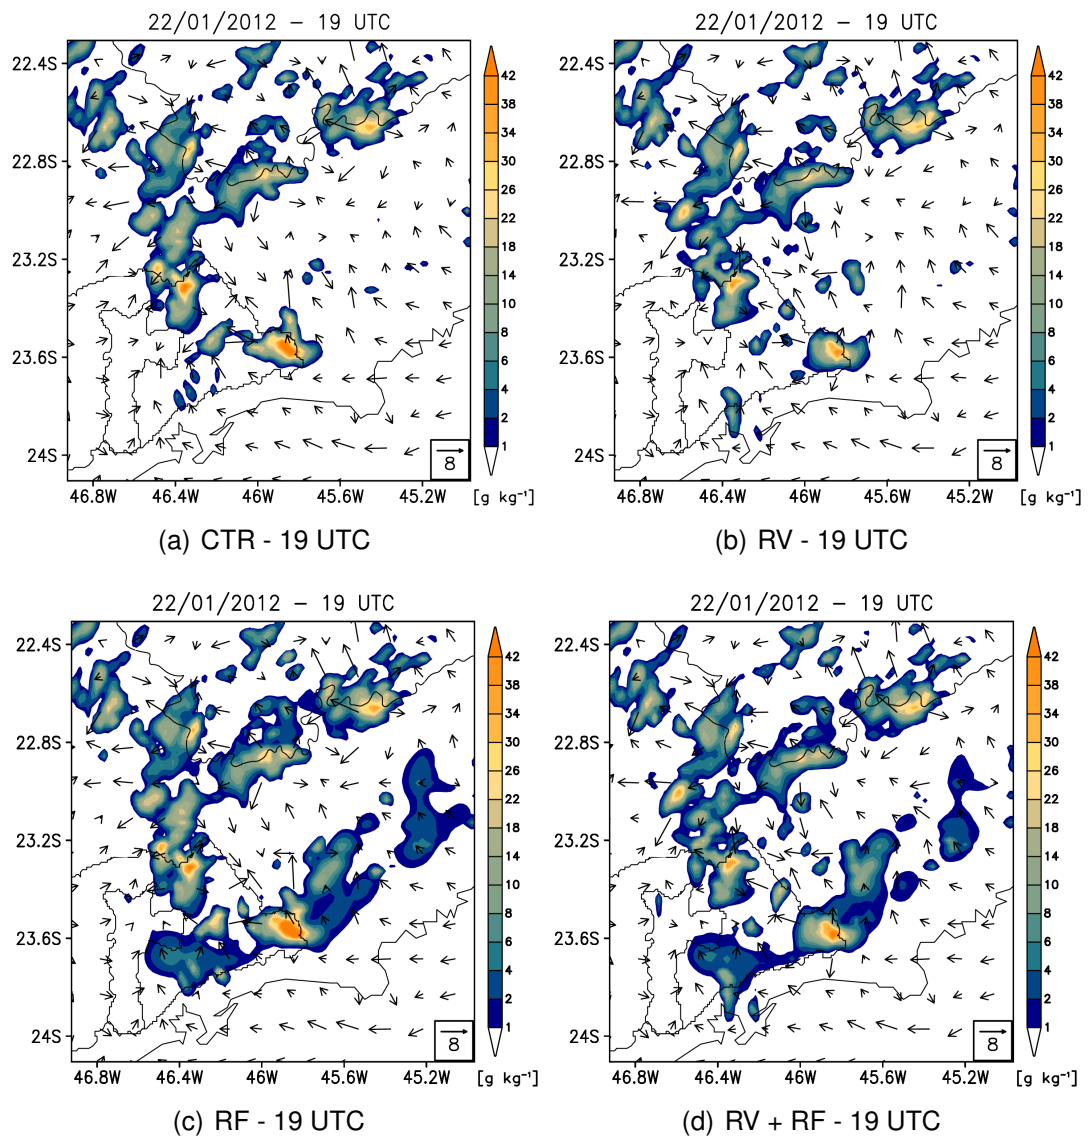 22/01/2012 – 19 UTC
22.4S
22.8S
23.2S
23.6S
24S
46.8W 46.4W 46W 45.6W 45.2W
42
38
34
30
26
22
18
14
10
8
6
4
2
1
[g kg⁻¹]
8
(a) CTR - 19 UTC
22/01/2012 – 19 UTC
22.4S
22.8S
23.2S
23.6S
24S
46.8W 46.4W 46W 45.6W 45.2W
42
38
34
30
26
22
18
14
10
8
6
4
2
1
[g kg⁻¹]
8
(b) RV - 19 UTC
22/01/2012 – 19 UTC
22.4S
22.8S
23.2S
23.6S
24S
46.8W 46.4W 46W 45.6W 45.2W
42
38
34
30
26
22
18
14
10
8
6
4
2
1
[g kg⁻¹]
8
(c) RF - 19 UTC
22/01/2012 – 19 UTC
22.4S
22.8S
23.2S
23.6S
24S
46.8W 46.4W 46W 45.6W 45.2W
42
38
34
30
26
22
18
14
10
8
6
4
2
1
[g kg⁻¹]
8
(d) RV + RF - 19 UTC